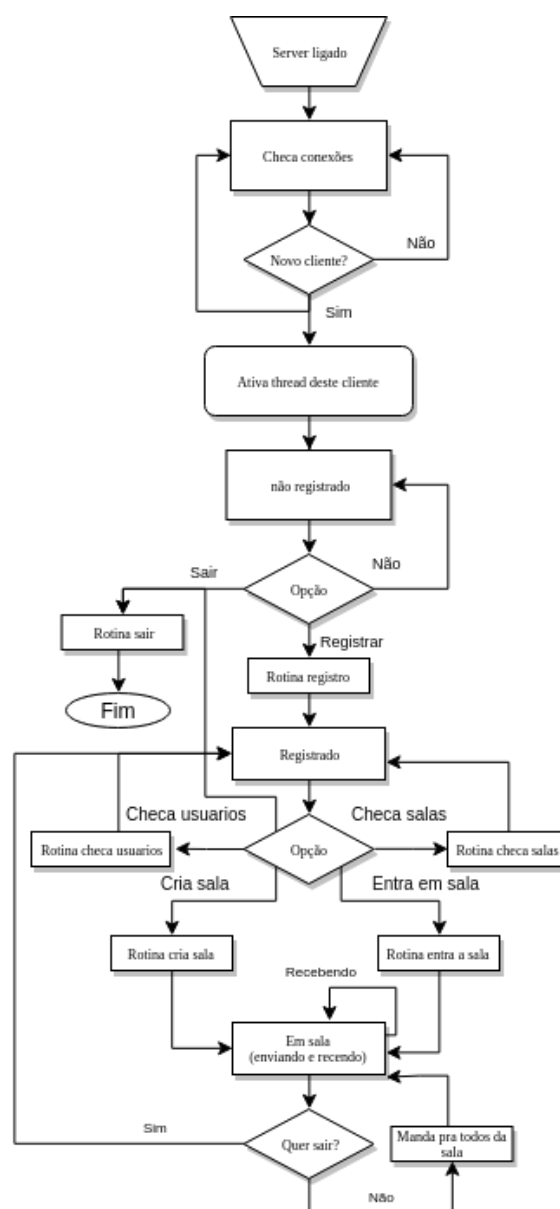 Server ligado
Checa conexões
Não
Novo cliente?
Sim
Ativa thread deste cliente
não registrado
Não
Sair
Opção
Rotina sair
Registrar
Rotina registro
Fim
Registrado
Checa usuarios
Checa salas
Rotina checa usuarios
Opção
Rotina checa salas
Cria sala
Entra em sala
Rotina cria sala
Rotina entra a sala
Recebendo
Em sala
(enviando e recendo)
Sim
Quer sair?
Manda pra todos da
sala
Não